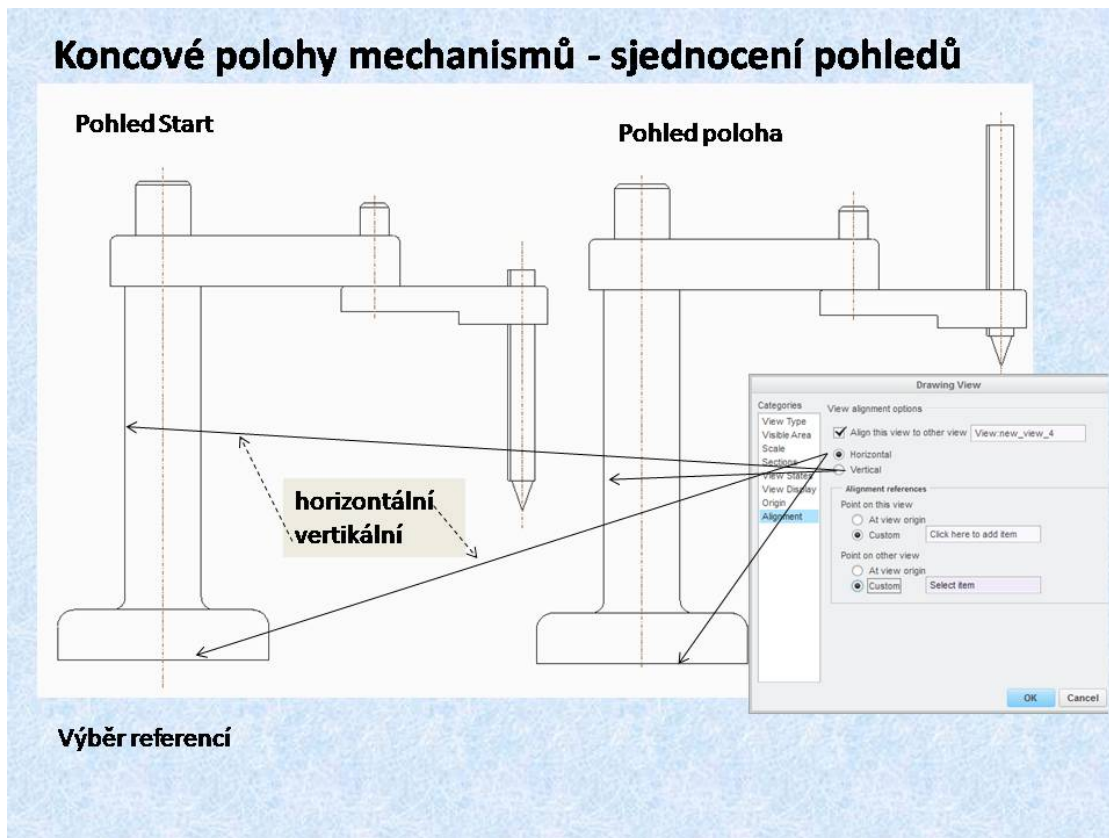 Koncové polohy mechanismů - sjednocení pohledů
Pohled Start
Pohled poloha
horizontální
vertikální
Drawing View
Categories
View Type
Visible Area
Scale
Sections
View States
View Display
Origin
Alignment
View alignment options
Align this view to other view View:new_view_4
Horizontal
Vertical
Alignment references
Point on this view
At view origin
Custom Click here to add item
Point on other view
At view origin
Custom Select item
OK Cancel
Výběr referencí